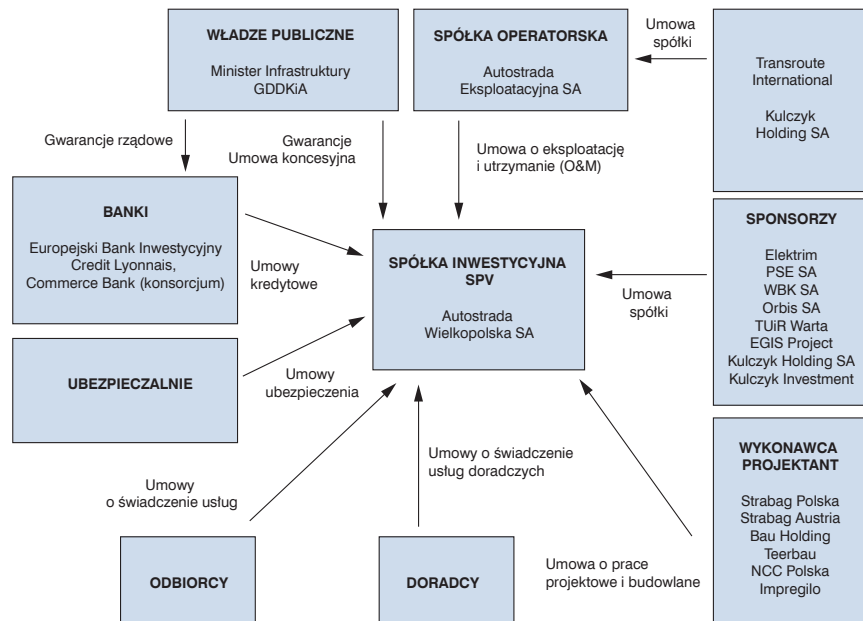 WŁADZE PUBLICZNE
Minister Infrastruktury
GDDKiA
SPÓŁKA OPERATORSKA
Autostrada
Eksploatacyjna SA
Umowa
spółki
Transroute
International
Kulczyk
Holding SA
Gwarancje rządowe
Gwarancje
Umowa koncesyjna
Umowa o eksploatację
i utrzymanie (O&M)
BANKI
Europejski Bank Inwestycyjny
Credit Lyonnais,
Commerce Bank (konsorcjum)
Umowy
kredytowe
SPÓŁKA INWESTYCYJNA
SPV
Autostrada
Wielkopolska SA
Umowa
spółki
SPONSORZY
Elektrim
PSE SA
WBK SA
Orbis SA
TUiR Warta
EGIS Project
Kulczyk Holding SA
Kulczyk Investment
UBEZPIECZALNIE
Umowy
ubezpieczenia
Umowy
o świadczenie usług
Umowy o świadczenie
usług doradczych
WYKONAWCA
PROJEKTANT
Strabag Polska
Strabag Austria
Bau Holding
Teerbau
NCC Polska
Impregilo
Umowa o prace
projektowe i budowlane
ODBIORCY
DORADCY